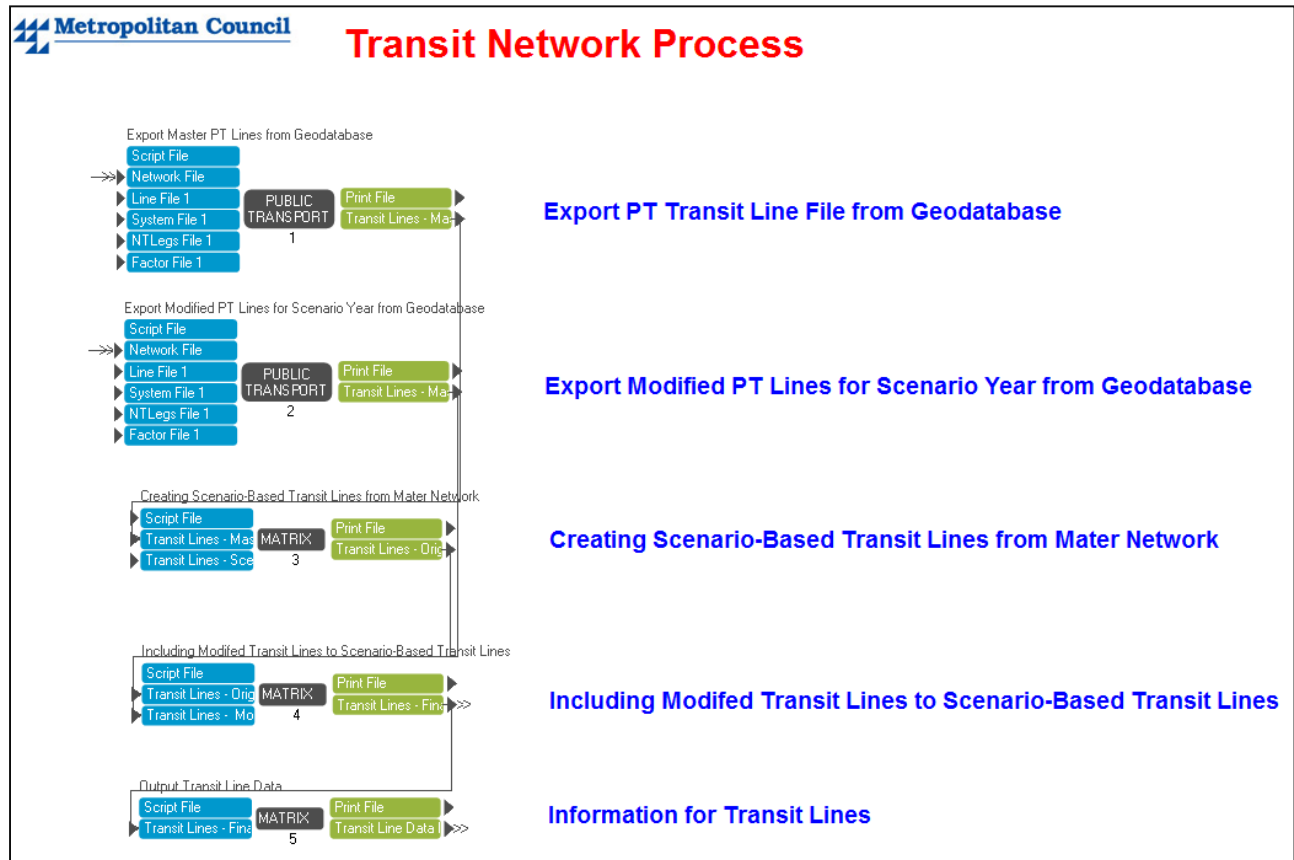 Metropolitan Council
Transit Network Process
Export Master PT Lines from Geodatabase
Script File
Network File
Line File 1
System File 1
NTLegs File 1
Factor File 1
PUBLIC
TRANSPORT
1
Print File
Transit Lines - Ma
Export PT Transit Line File from Geodatabase
Export Modified PT Lines for Scenario Year from Geodatabase
Script File
Network File
Line File 1
System File 1
NTLegs File 1
Factor File 1
PUBLIC
TRANSPORT
2
Print File
Transit Lines - Ma
Export Modified PT Lines for Scenario Year from Geodatabase
Creating Scenario-Based Transit Lines from Mater Network
Script File
Transit Lines - Mas
Transit Lines - Sce
MATRIX
3
Print File
Transit Lines - Orig
Creating Scenario-Based Transit Lines from Mater Network
Including Modifed Transit Lines to Scenario-Based Transit Lines
Script File
Transit Lines - Orig
Transit Lines - Mo
MATRIX
4
Print File
Transit Lines - Fina
Including Modifed Transit Lines to Scenario-Based Transit Lines
Output Transit Line Data
Script File
Transit Lines - Fina
MATRIX
5
Print File
Transit Line Data
Information for Transit Lines